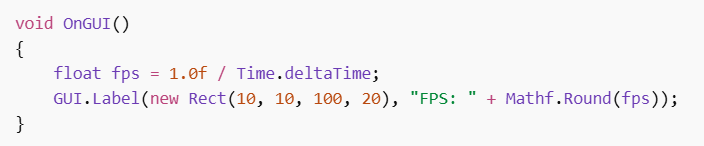 void OnGUI()
{
    float fps = 1.0f / Time.deltaTime;
    GUI.Label(new Rect(10, 10, 100, 20), "FPS: " + Mathf.Round(fps));
}